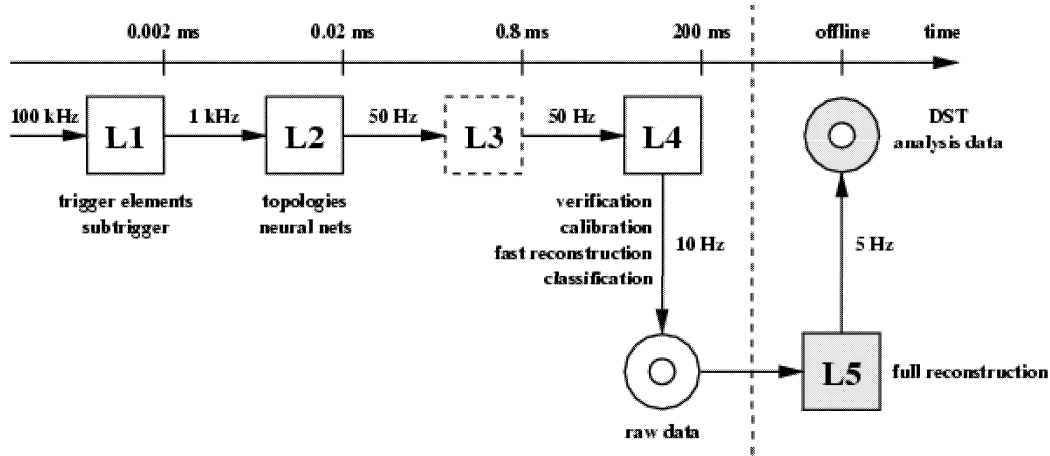 0.002 ms
0.02 ms
0.8 ms
200 ms
offline
time
100 kHz
L1
1 kHz
L2
50 Hz
L3
50 Hz
L4
DST
analysis data
trigger elements
subtrigger
topologies
neural nets
verification
calibration
fast reconstruction
classification
10 Hz
5 Hz
raw data
L5
full reconstruction